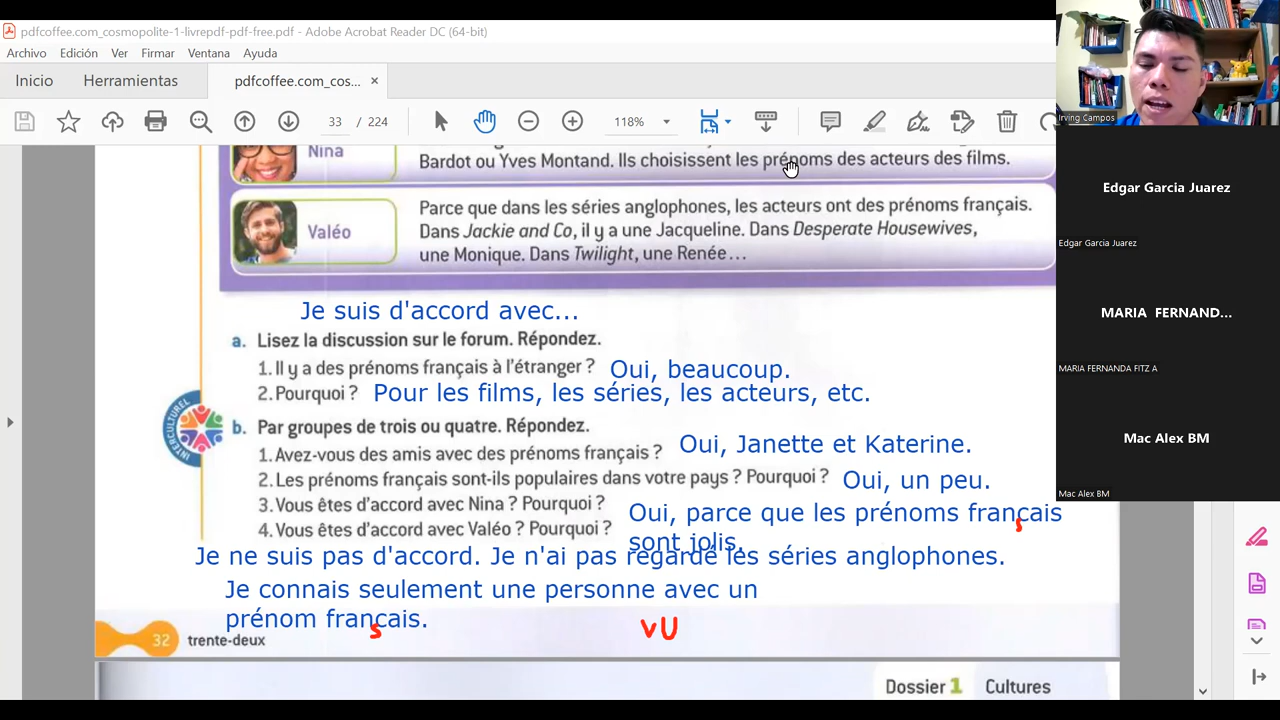 pdfcoffee.com_cosmopolite-1-livrepdf-pdf-free.pdf - Adobe Acrobat Reader DC (64-bit)
Archivo Edición Ver Firmar Ventana Ayuda
Inicio Herramientas pdfcoffee.com_cos... ×
33 / 224 118%
Irving Campos
Nina
Bardot ou Yves Montand. Ils choisissent les prénoms des acteurs des films.
Valéo
Parce que dans les séries anglophones, les acteurs ont des prénoms français.
Dans Jackie and Co, il y a une Jacqueline. Dans Desperate Housewives,
une Monique. Dans Twilight, une Renée...
Edgar Garcia Juarez
Edgar Garcia Juarez
MARIA FERNAND...
MARIA FERNANDA FITZ A
Mac Alex BM
Mac Alex BM
Je suis d'accord avec...
a. Lisez la discussion sur le forum. Répondez.
1. Il y a des prénoms français à l'étranger ? Oui, beaucoup.
2. Pourquoi ? Pour les films, les séries, les acteurs, etc.
INTERCULTUREL
b. Par groupes de trois ou quatre. Répondez.
1. Avez-vous des amis avec des prénoms français ? Oui, Janette et Katerine.
2. Les prénoms français sont-ils populaires dans votre pays ? Pourquoi ? Oui, un peu.
3. Vous êtes d'accord avec Nina ? Pourquoi ? Oui, parce que les prénoms francais
4. Vous êtes d'accord avec Valéo ? Pourquoi ? sont jolis.
Je ne suis pas d'accord. Je n'ai pas regardé les séries anglophones.
Je connais seulement une personne avec un
prénom francais.
s
s
vU
32 trente-deux
Dossier 1 Cultures